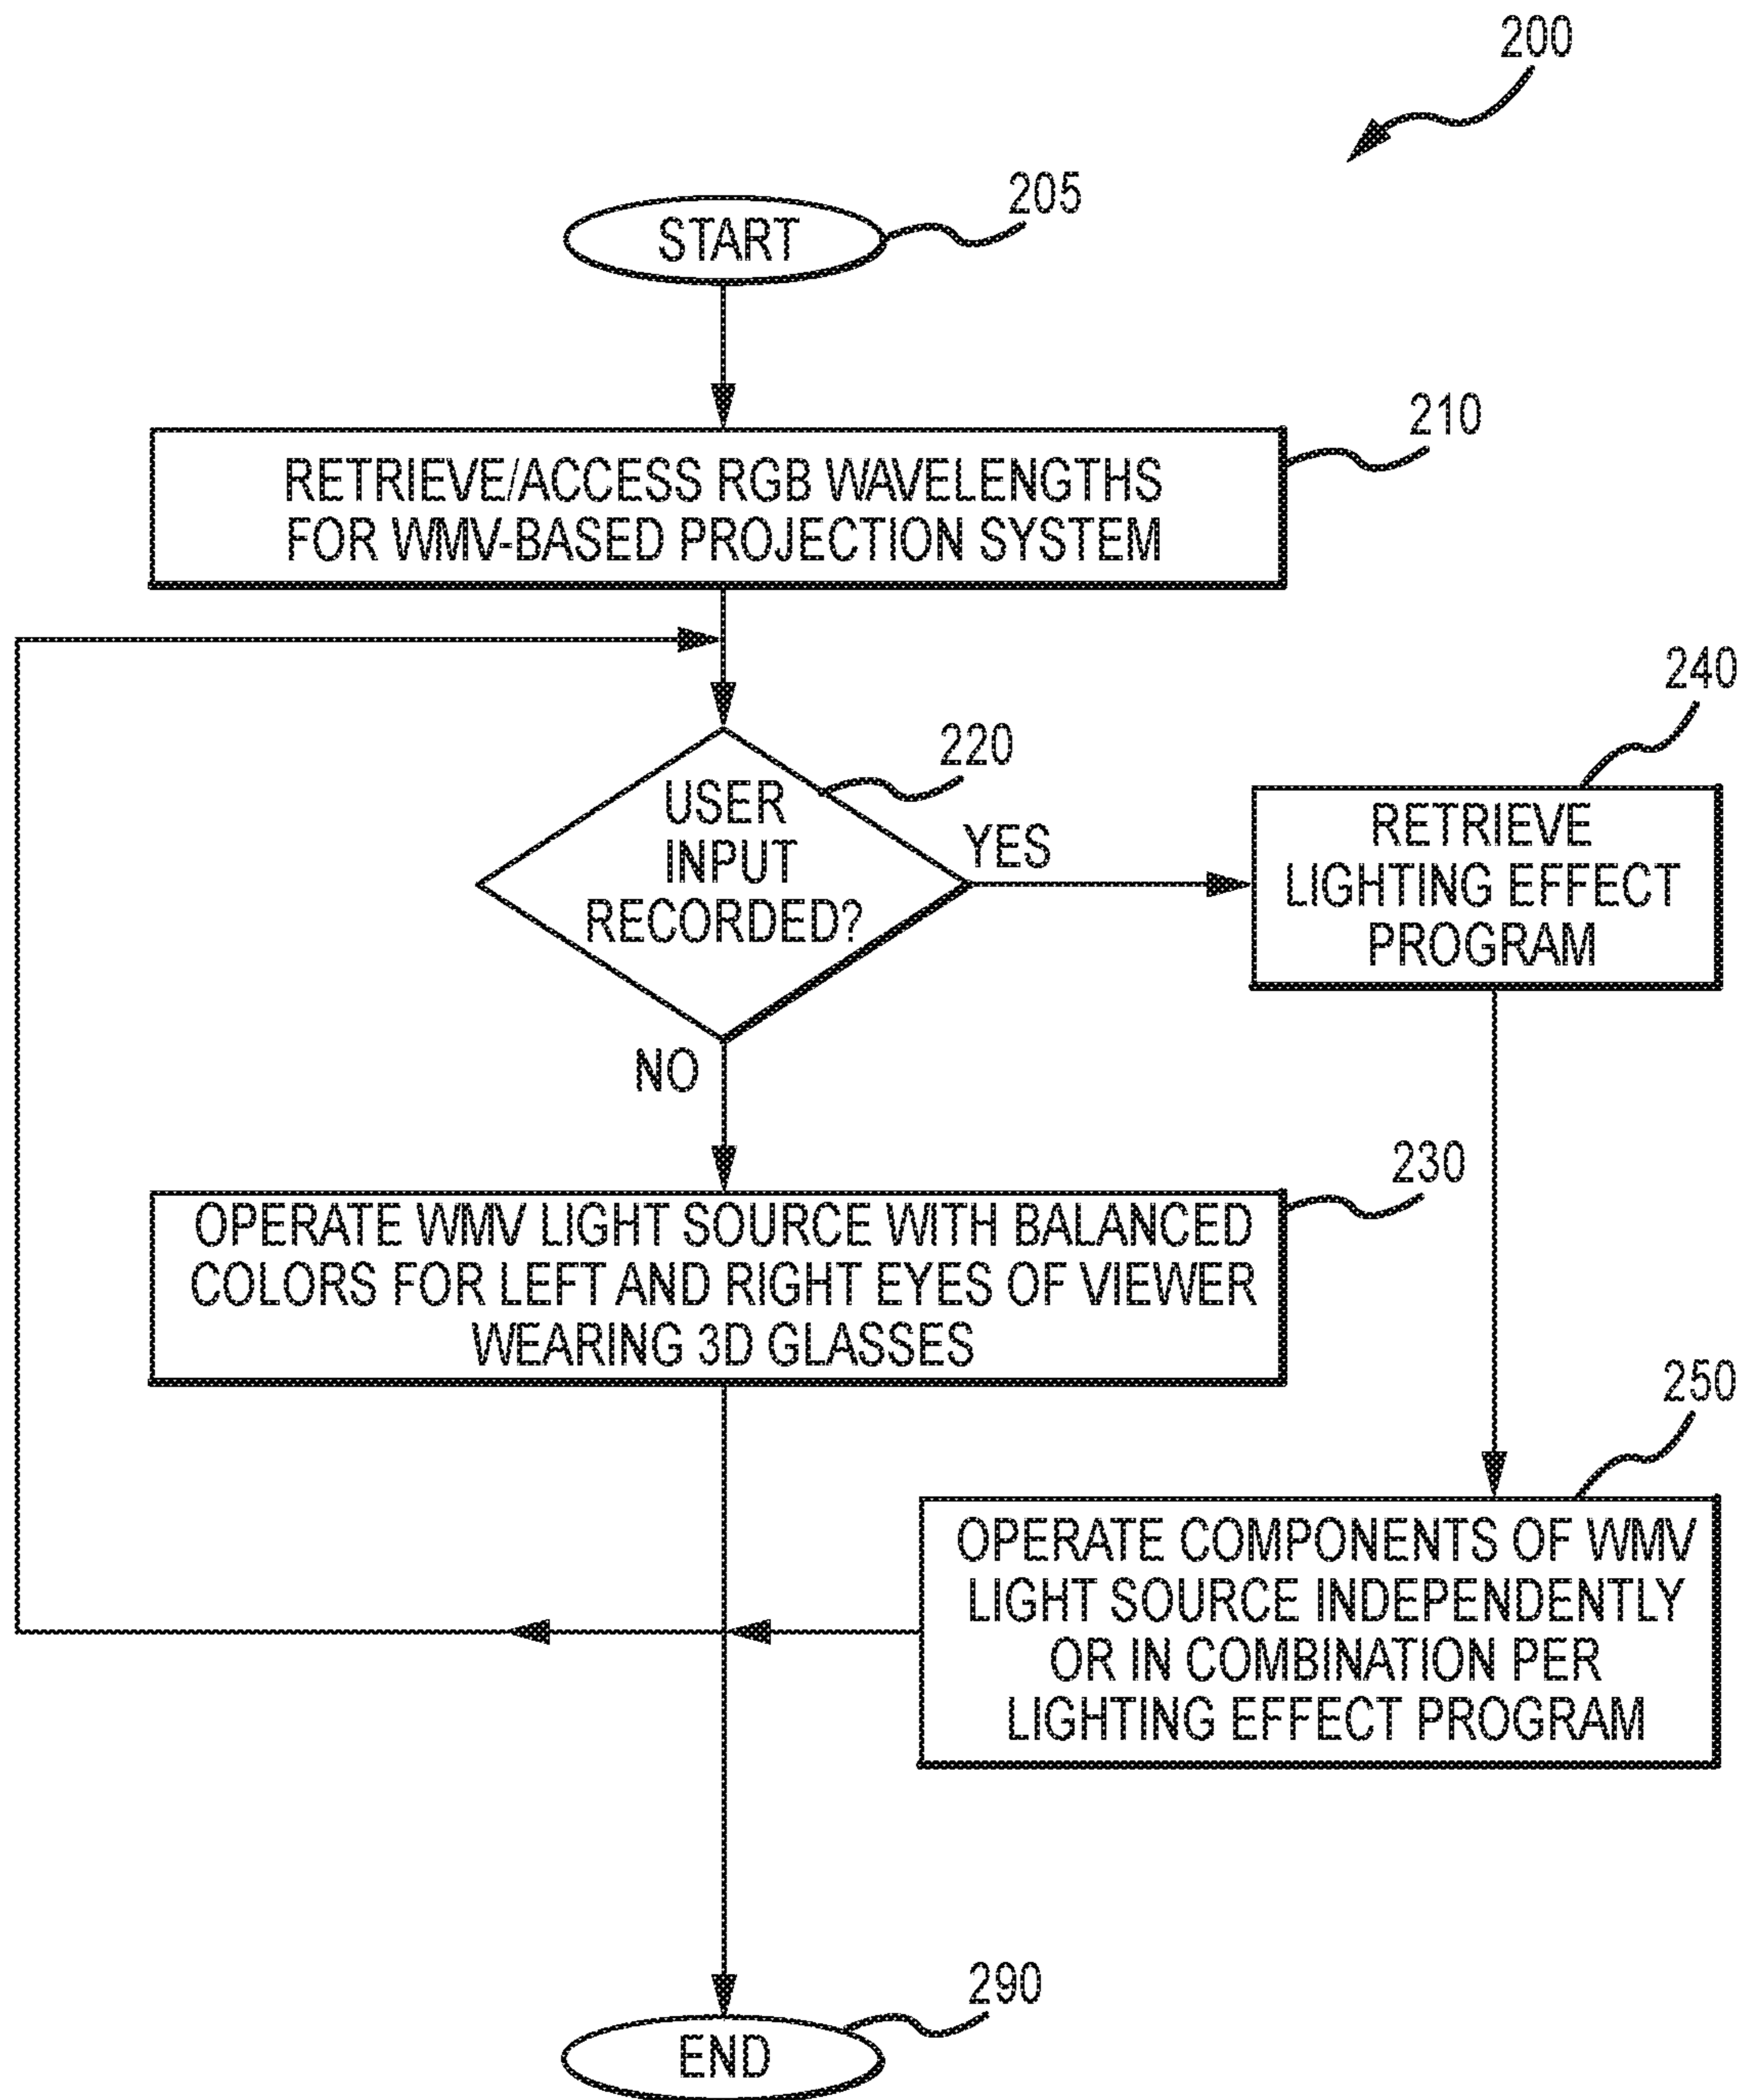 200
START
205
210
RETRIEVE/ACCESS RGB WAVELENGTHS
FOR WMV-BASED PROJECTION SYSTEM
220
USER
INPUT
RECORDED?
YES
NO
240
RETRIEVE
LIGHTING EFFECT
PROGRAM
230
OPERATE WMV LIGHT SOURCE WITH BALANCED
COLORS FOR LEFT AND RIGHT EYES OF VIEWER
WEARING 3D GLASSES
250
OPERATE COMPONENTS OF WMV
LIGHT SOURCE INDEPENDENTLY
OR IN COMBINATION PER
LIGHTING EFFECT PROGRAM
290
END